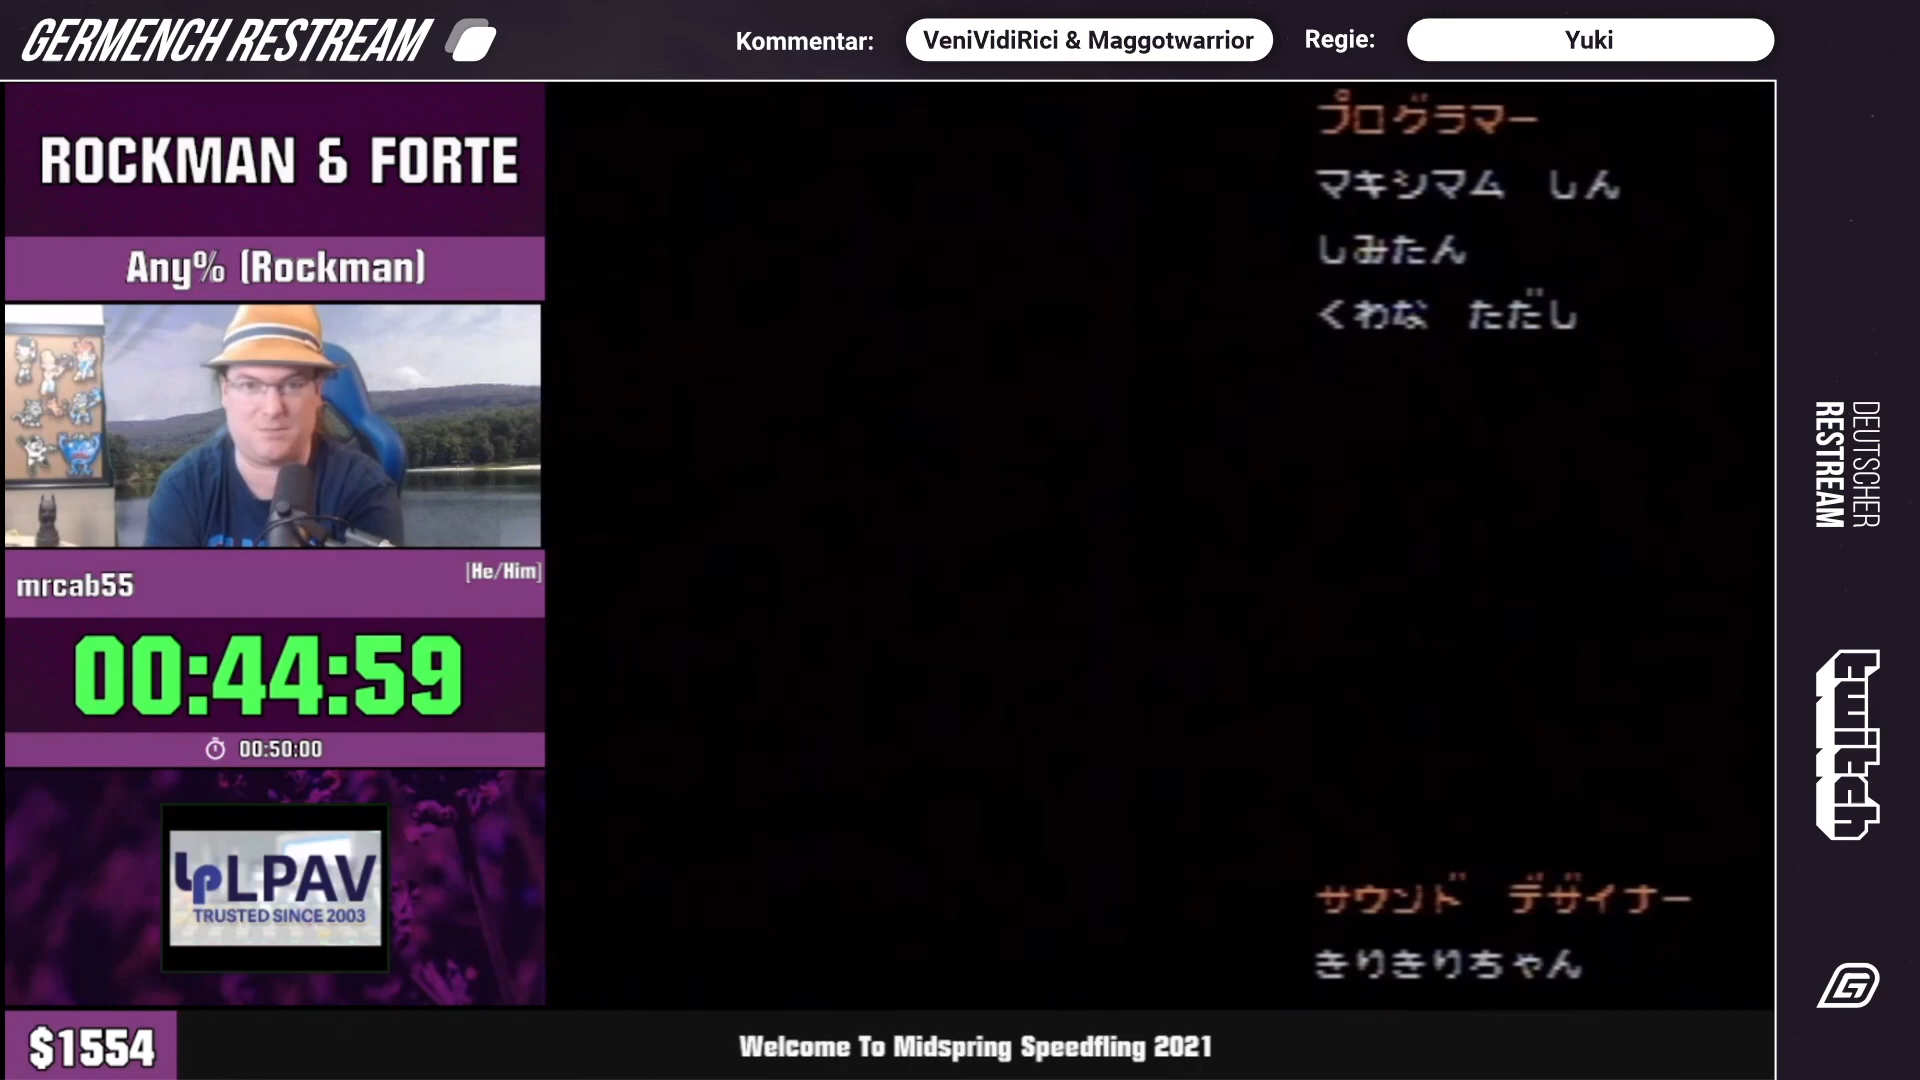 GERMENCH RESTREAM
Kommentar:
VeniVidiRici & Maggotwarrior
Regie:
Yuki
ROCKMAN & FORTE
Any% (Rockman)
mrcab55
[He/Him]
00:44:59
00:50:00
LPAV
TRUSTED SINCE 2003
プログラマー
マキシマム しん
しみたん
くわな ただし
サウンド デザイナー
きりきりちゃん
$1554
Welcome To Midspring Speedfling 2021
DEUTSCHER
RESTREAM
twitch